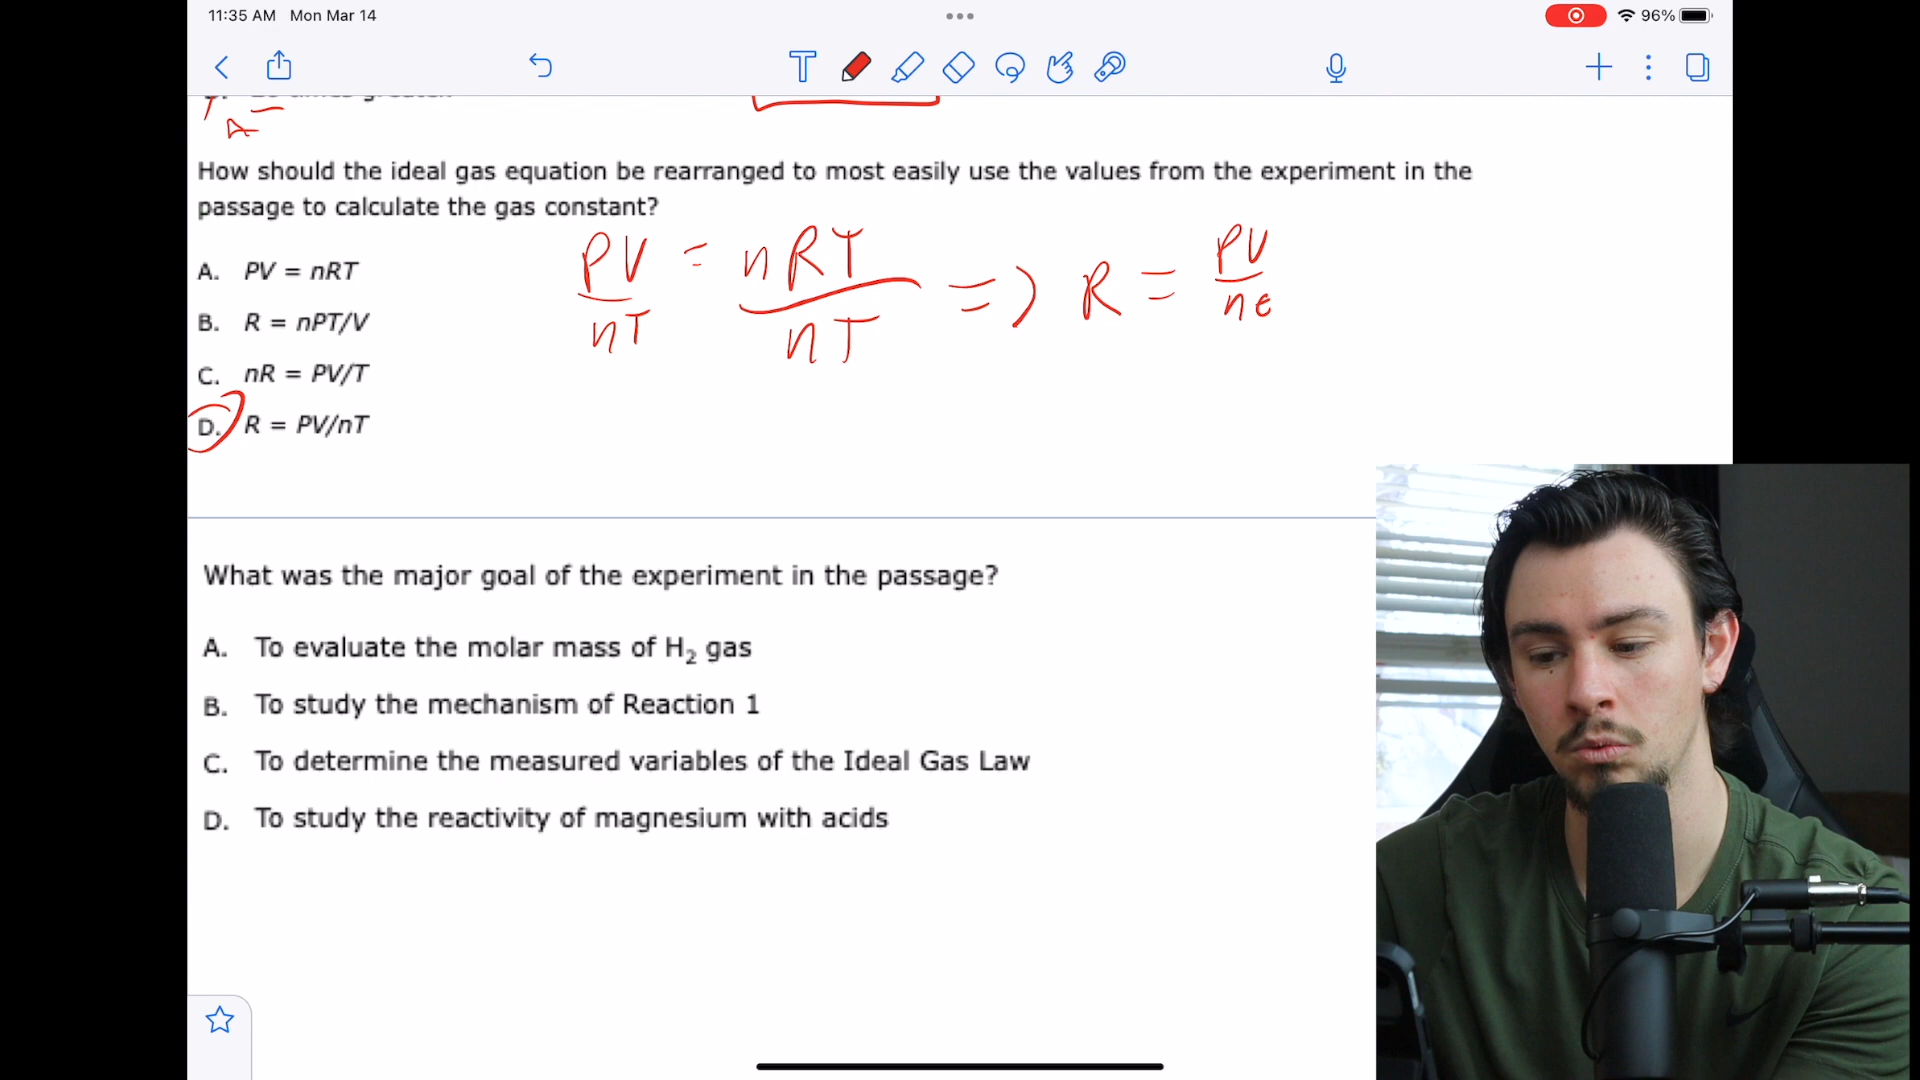 11:35 AM Mon Mar 14
96%
T
How should the ideal gas equation be rearranged to most easily use the values from the experiment in the
passage to calculate the gas constant?
A. PV = nRT
B. R = nPT/V
C. nR = PV/T
D. R = PV/nT
PV = nRT => R = PV
nT nT
What was the major goal of the experiment in the passage?
A. To evaluate the molar mass of H₂ gas
B. To study the mechanism of Reaction 1
C. To determine the measured variables of the Ideal Gas Law
D. To study the reactivity of magnesium with acids